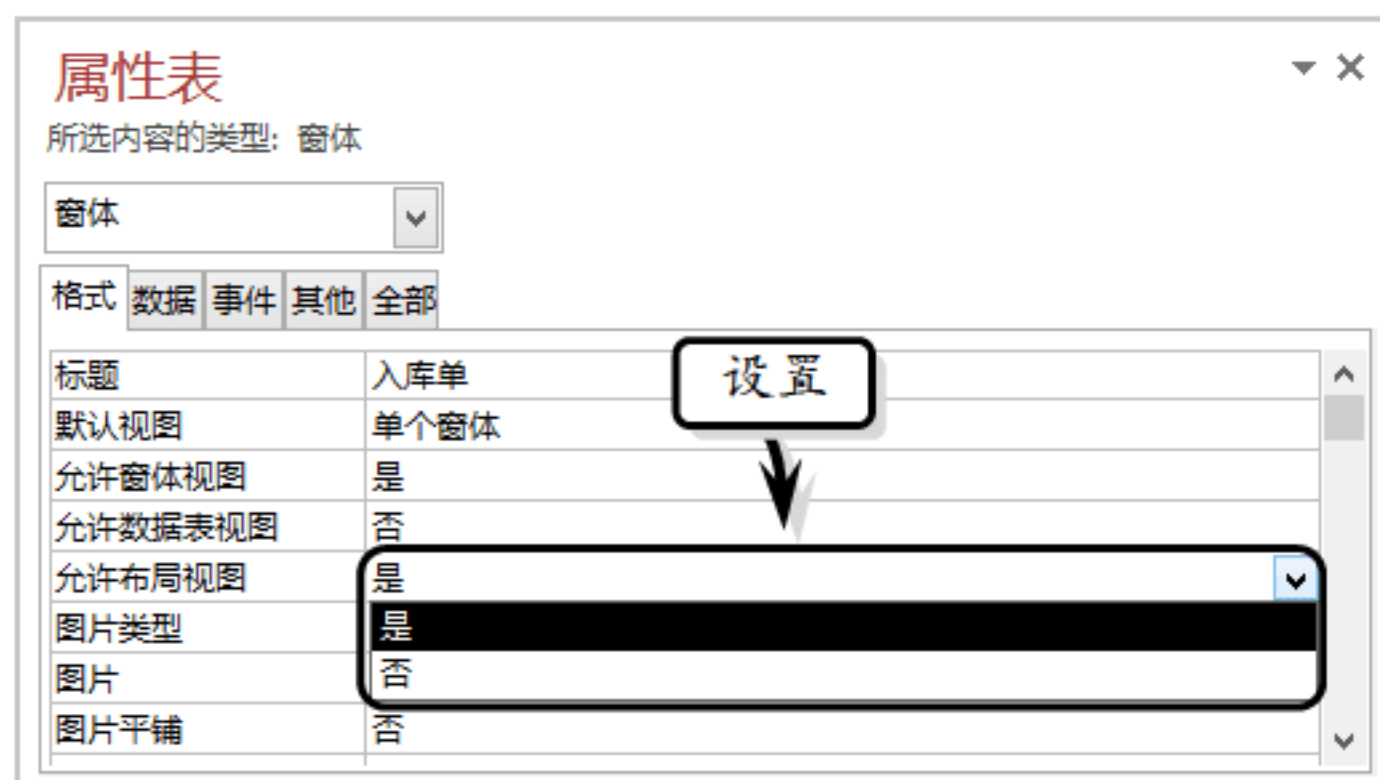 属性表
所选内容的类型: 窗体
窗体
格式 数据 事件 其他 全部
设置
标题 入库单
默认视图 单个窗体
允许窗体视图 是
允许数据表视图 否
允许布局视图 是
图片类型 是
图片 否
图片平铺 否